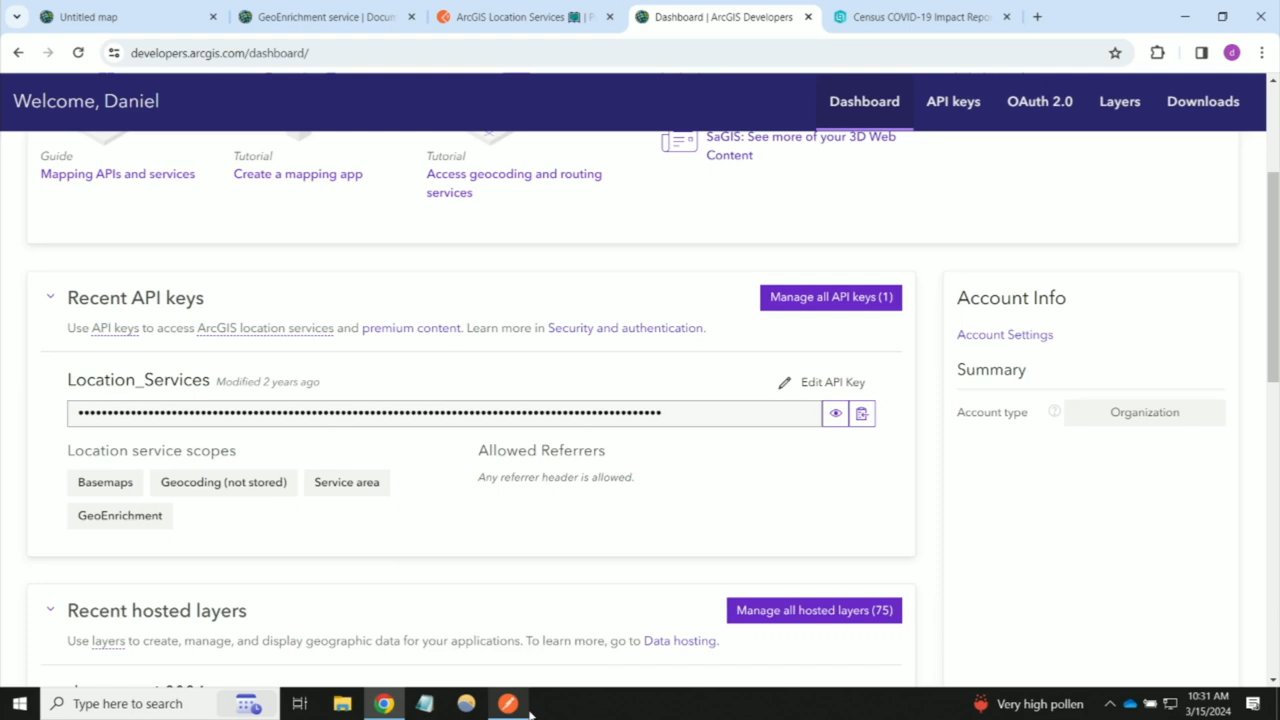 Untitled map
GeoEnrichment service | Docum
ArcGIS Location Services
Dashboard | ArcGIS Developers
Census COVID-19 Impact Repo
developers.arcgis.com/dashboard/
d
Welcome, Daniel
Dashboard
API keys
OAuth 2.0
Layers
Downloads
Guide
Mapping APIs and services
Tutorial
Create a mapping app
Tutorial
Access geocoding and routing
services
SaGIS: See more of your 3D Web
Content
Recent API keys
Manage all API keys (1)
Use API keys to access ArcGIS location services and premium content. Learn more in Security and authentication.
Location_Services Modified 2 years ago
Edit API Key
Location service scopes
Basemaps
Geocoding (not stored)
Service area
GeoEnrichment
Allowed Referrers
Any referrer header is allowed.
Account Info
Account Settings
Summary
Account type
Organization
Recent hosted layers
Manage all hosted layers (75)
Use layers to create, manage, and display geographic data for your applications. To learn more, go to Data hosting.
Type here to search
Very high pollen
10:31 AM
3/15/2024